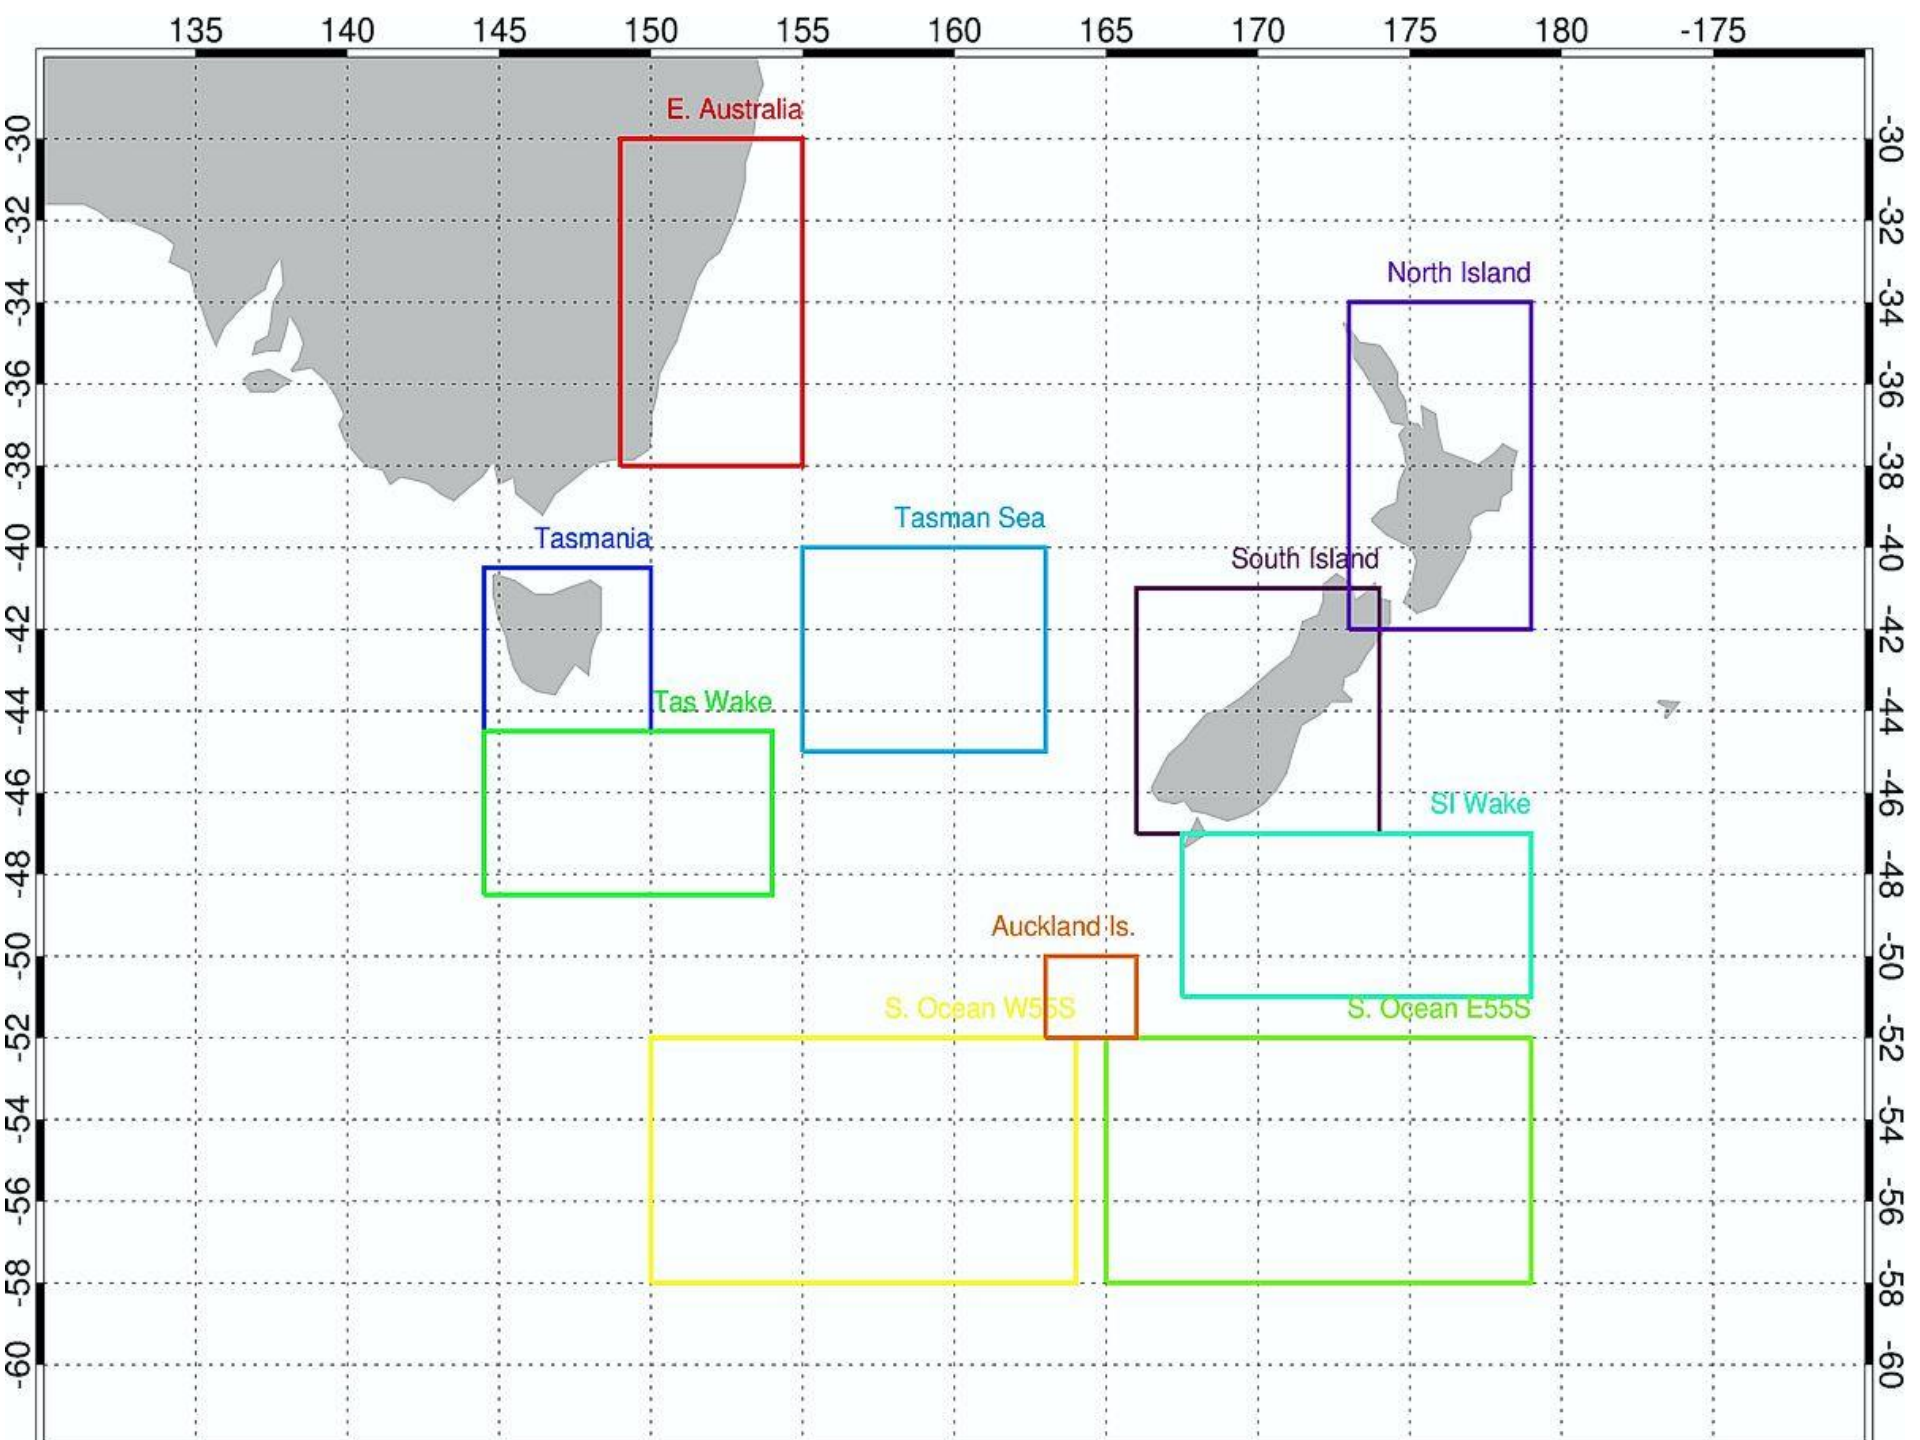 135 140 145 150 155 160 165 170 175 180 -175
E. Australia
-30 -30
-32 -32
North Island
-34 -34
-36 -36
-38 -38
Tasman Sea
Tasmania
-40 -40
South Island
-42 -42
Tas Wake
-44 -44
-46 -46
SI Wake
-48 -48
Auckland Is.
-50 -50
S. Ocean W55S S. Ocean E55S
-52 -52
-54 -54
-56 -56
-58 -58
-60 -60